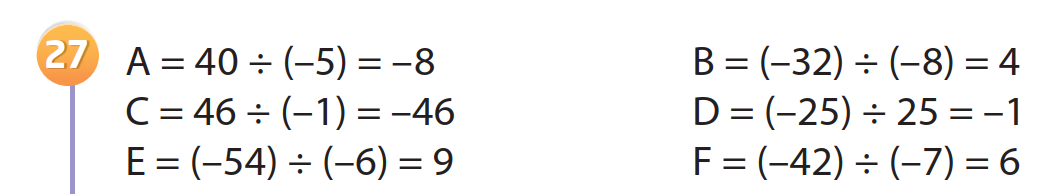 27
A = 40 ÷ (–5) = –8
B = (–32) ÷ (–8) = 4
C = 46 ÷ (–1) = –46
D = (–25) ÷ 25 = –1
E = (–54) ÷ (–6) = 9
F = (–42) ÷ (–7) = 6